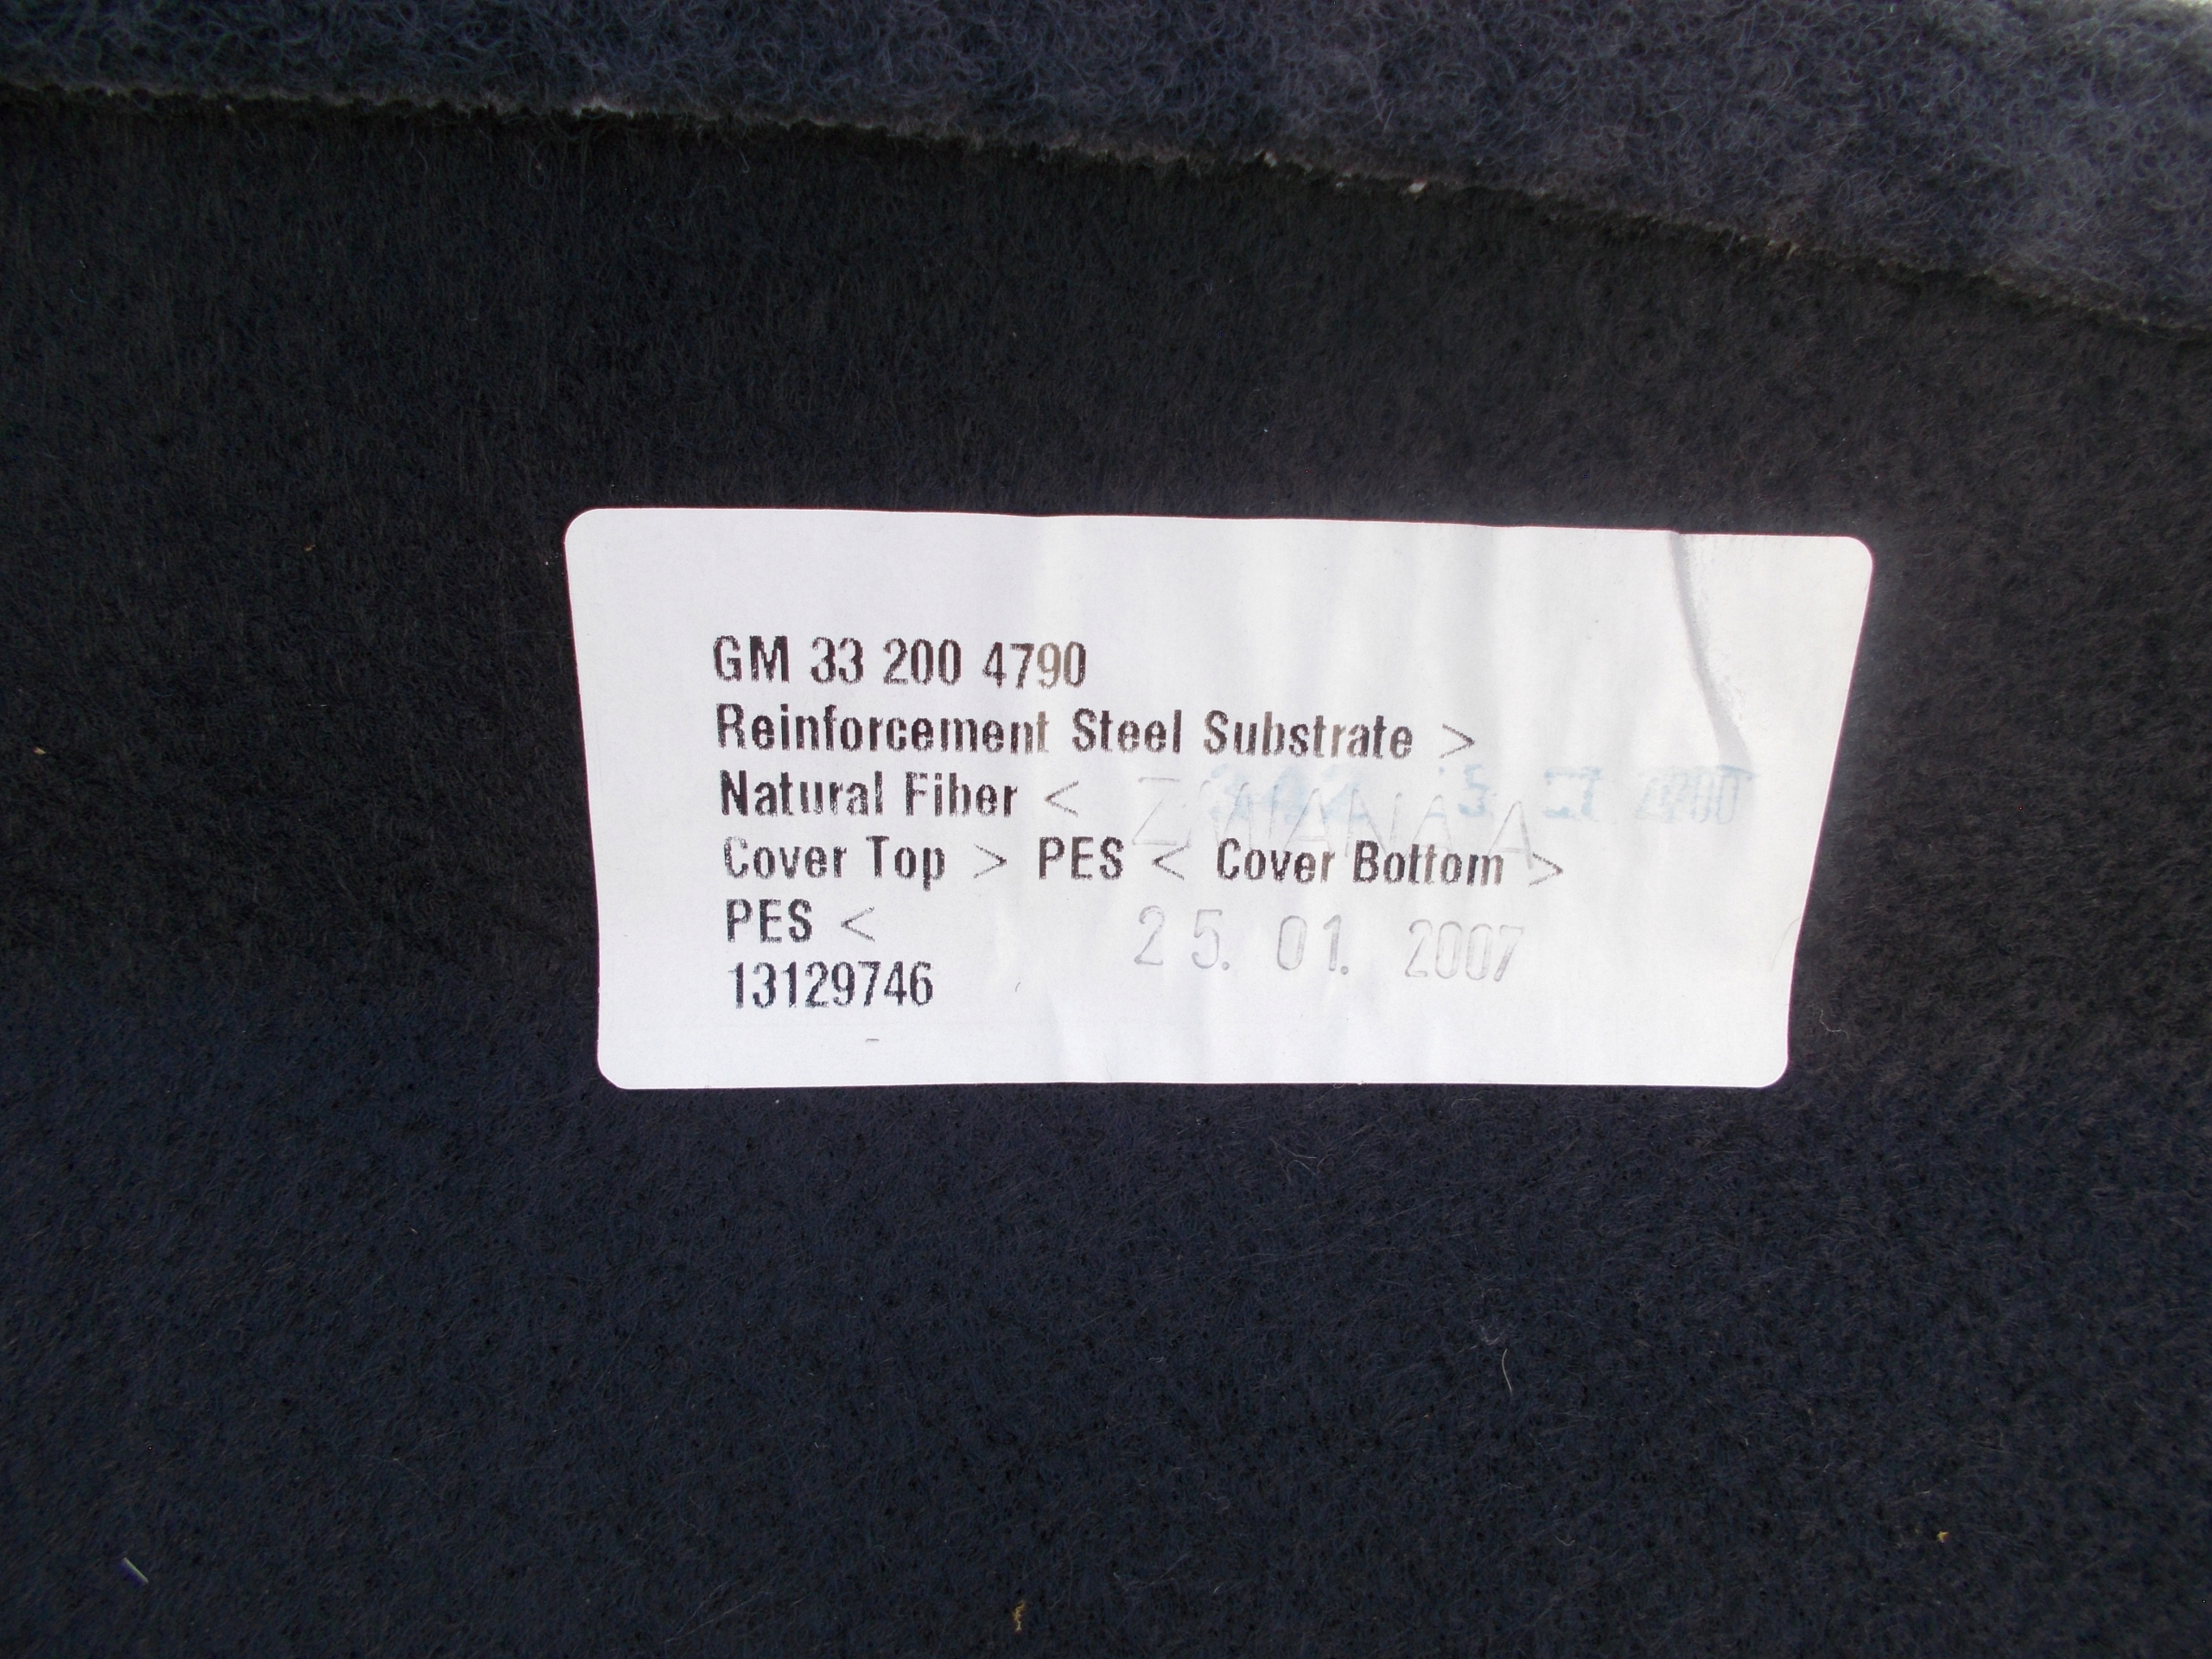 GM 33 200 4790
Reinforcement Steel Substrate >
Natural Fiber <
ZMIANA A
Cover Top > PES < Cover Bottom >
PES <
25. 01. 2007
13129746